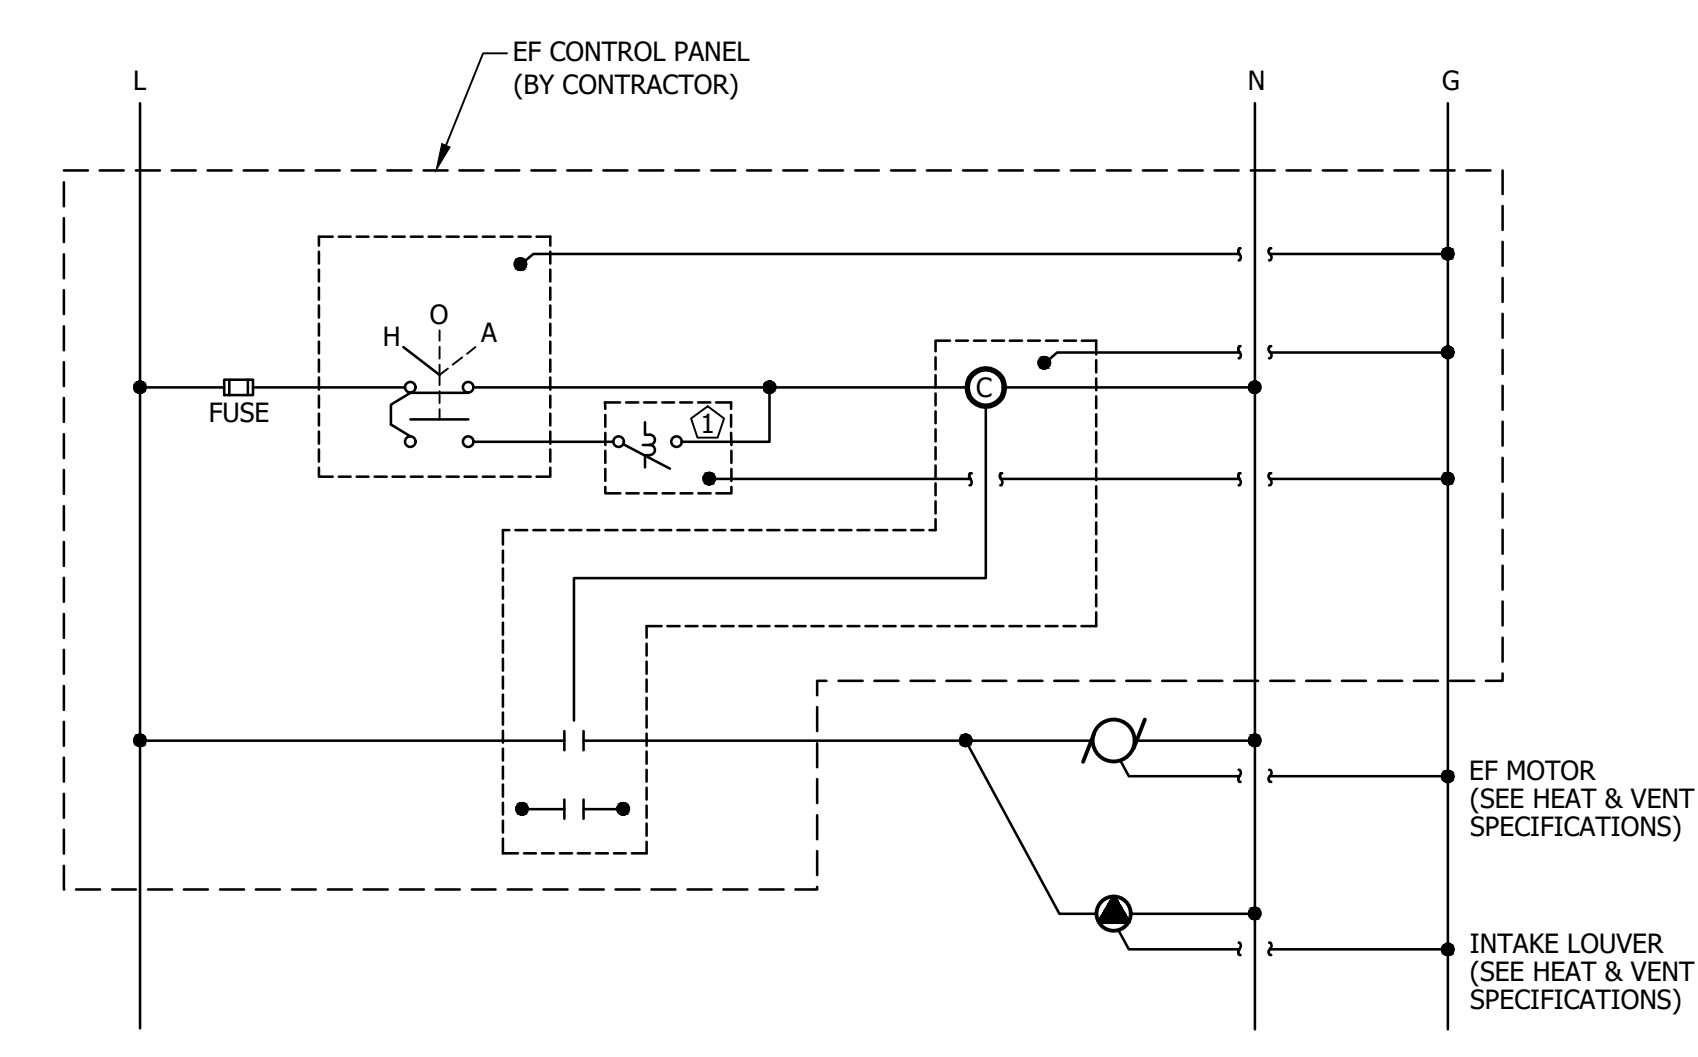 EF CONTROL PANEL
(BY CONTRACTOR)
L
N
G
H
O
A
FUSE
1
C
EF MOTOR
(SEE HEAT & VENT
SPECIFICATIONS)
INTAKE LOUVER
(SEE HEAT & VENT
SPECIFICATIONS)